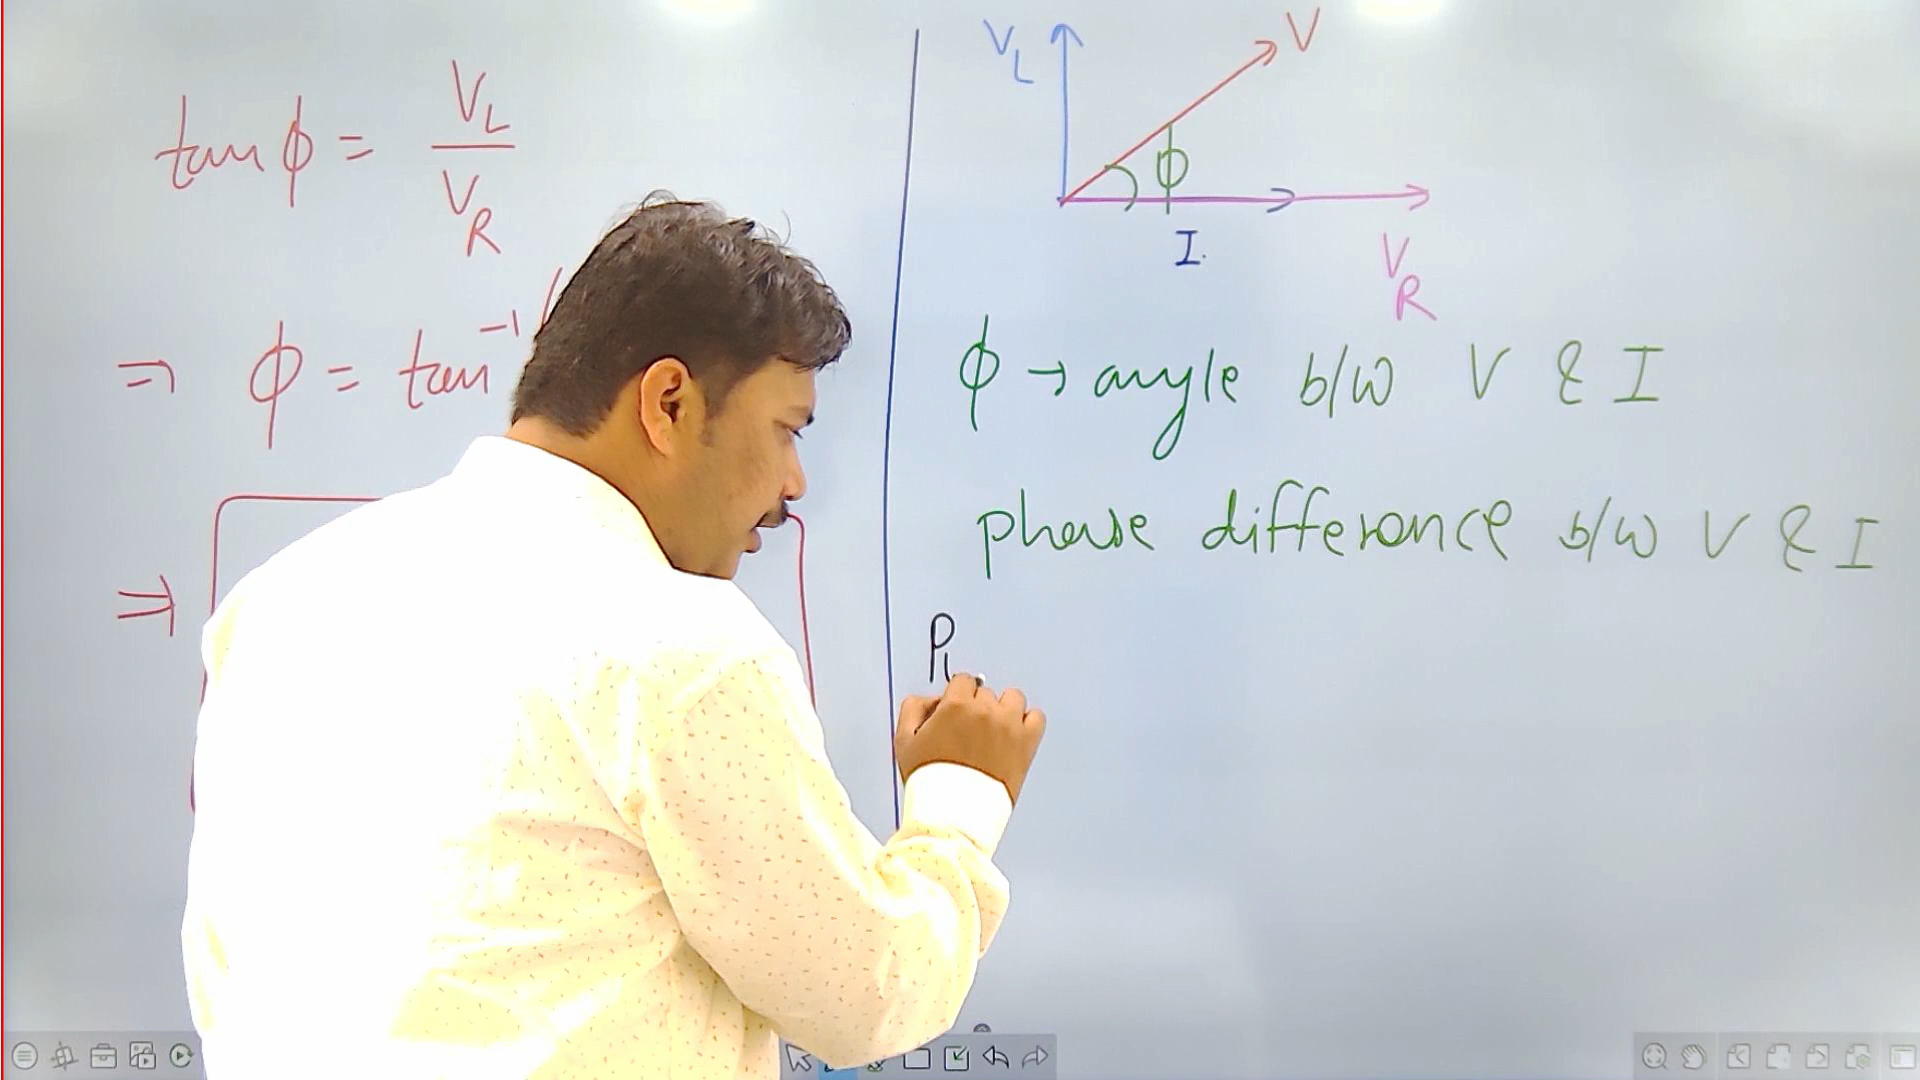 tan ϕ = V_L / V_R
⇒ ϕ = tan⁻¹ (
⇒
V_L
V
ϕ
I
V_R
ϕ → angle b/w V & I
phase difference b/w V & I
P